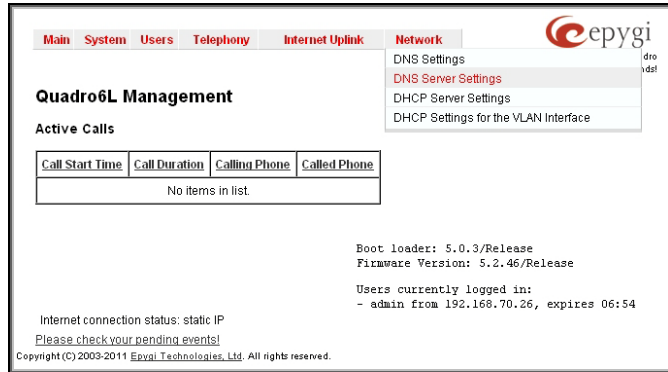 epygi
Main System Users Telephony Internet Uplink Network
DNS Settings
dro
DNS Server Settings
ds!
DHCP Server Settings
DHCP Settings for the VLAN Interface
Quadro6L Management
Active Calls
Call Start Time Call Duration Calling Phone Called Phone
No items in list.
Boot loader: 5.0.3/Release
Firmware Version: 5.2.46/Release
Users currently logged in:
- admin from 192.168.70.26, expires 06:54
Internet connection status: static IP
Please check your pending events!
Copyright (C) 2003-2011 Epygi Technologies, Ltd. All rights reserved.